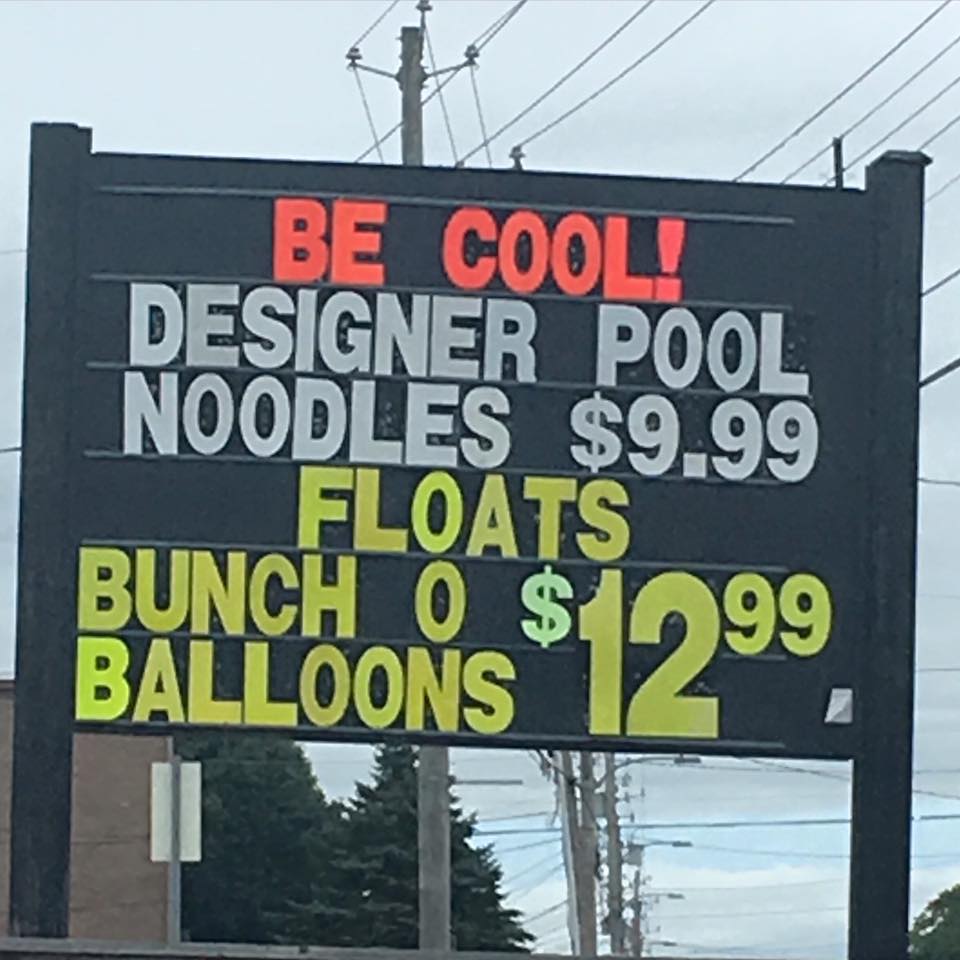 BE COOL!
DESIGNER POOL
NOODLES $9.99
FLOATS
BUNCH O $12.99
BALLOONS